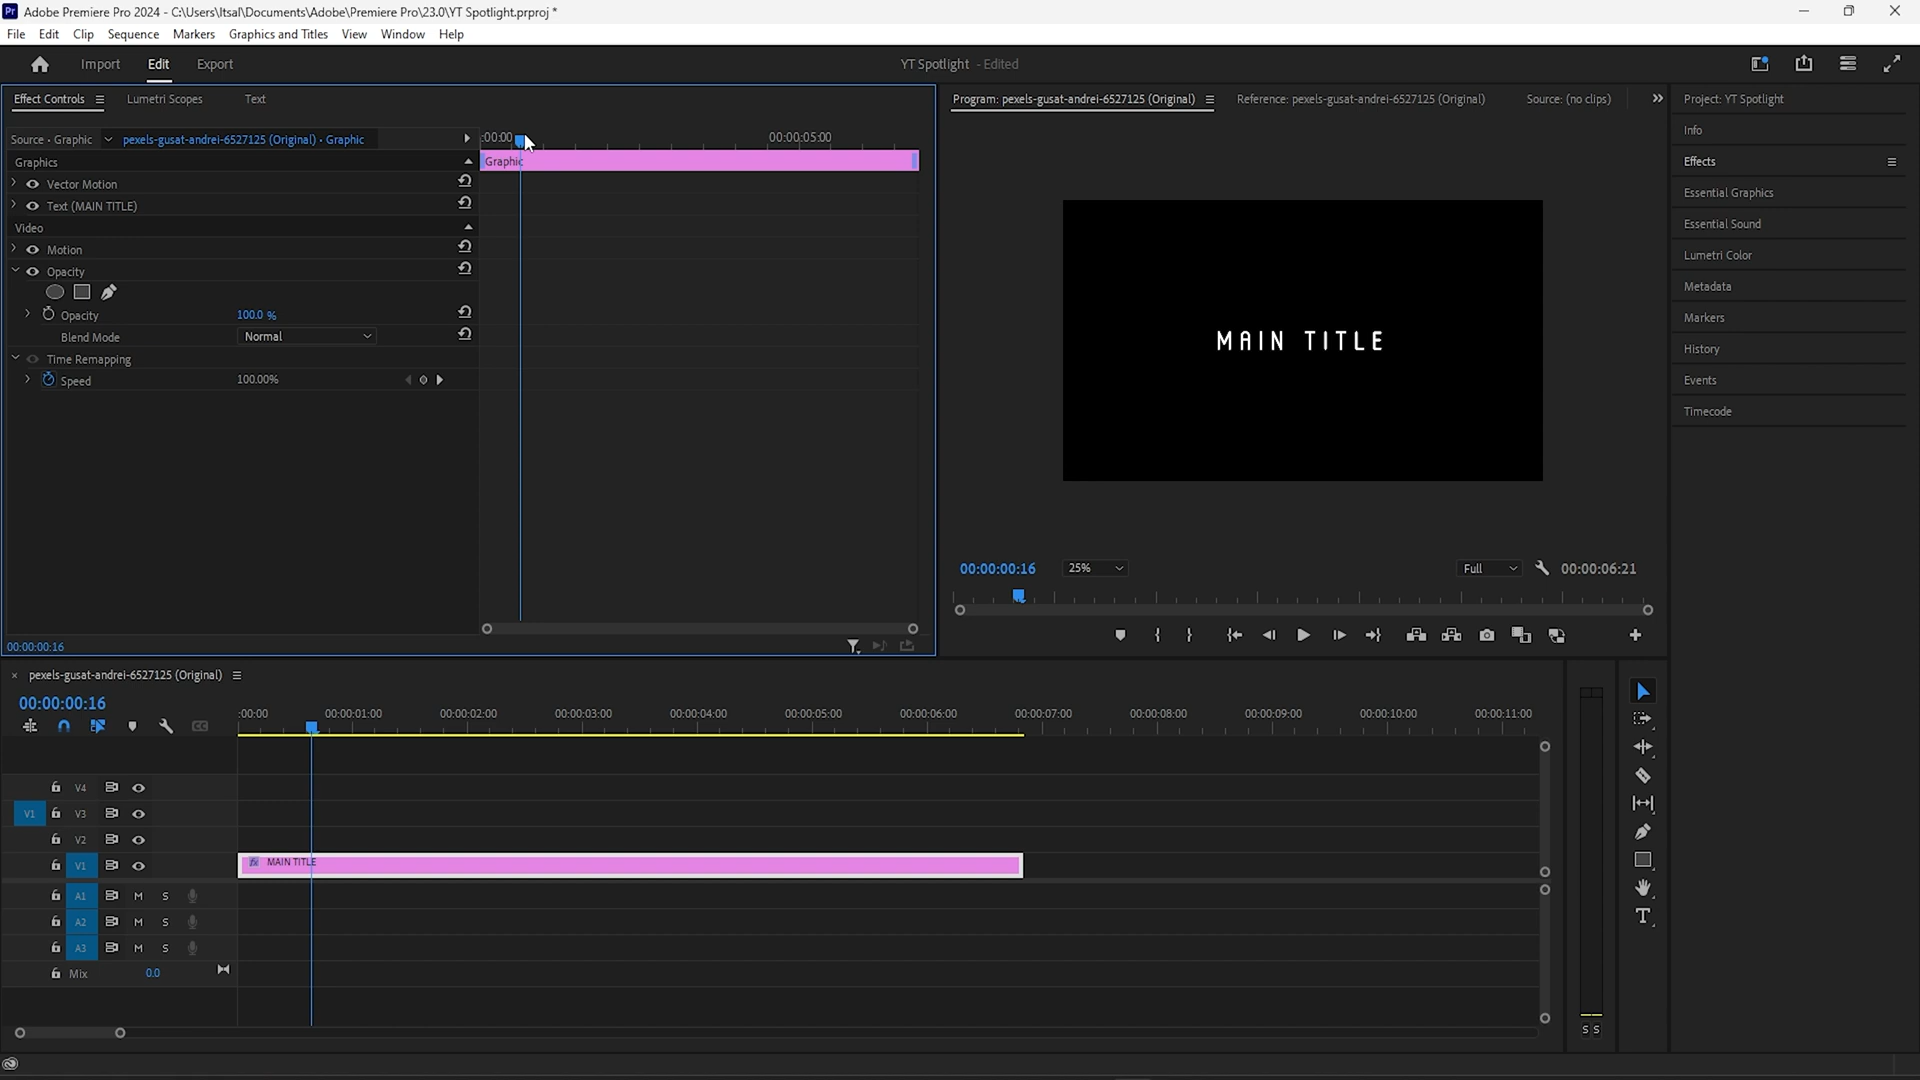 Pr Adobe Premiere Pro 2024 - C:\Users\Itsal\Documents\Adobe\Premiere Pro\23.0\YT Spotlight.prproj *
File Edit Clip Sequence Markers Graphics and Titles View Window Help
Import Edit Export YT Spotlight - Edited
Effect Controls Lumetri Scopes Text
Program: pexels-gusat-andrei-6527125 (Original) Reference: pexels-gusat-andrei-6527125 (Original) Source: (no clips)
Project: YT Spotlight
Info
Effects
Essential Graphics
Essential Sound
Lumetri Color
Metadata
Markers
History
Events
Timecode
Source • Graphic pexels-gusat-andrei-6527125 (Original) • Graphic :00:00 00:00:05:00
Graphics
Graphic
Vector Motion
Text (MAIN TITLE)
Video
Motion
Opacity
Opacity 100.0 %
Blend Mode Normal
Time Remapping
Speed 100.00%
00:00:00:16
MAIN TITLE
00:00:00:16 25% Full 00:00:06:21
pexels-gusat-andrei-6527125 (Original)
00:00:00:16
:00:00 00:00:01:00 00:00:02:00 00:00:03:00 00:00:04:00 00:00:05:00 00:00:06:00 00:00:07:00 00:00:08:00 00:00:09:00 00:00:10:00 00:00:11:00
V4
V1 V3
V2
V1 fx MAIN TITLE
A1 M S
A2 M S
A3 M S
Mix 0.0
S S